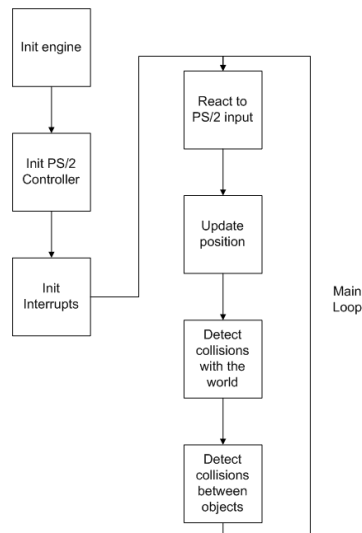 Init engine
Init PS/2
Controller
Init
Interrupts
React to
PS/2 input
Update
position
Detect
collisions
with the
world
Detect
collisions
between
objects
Main
Loop